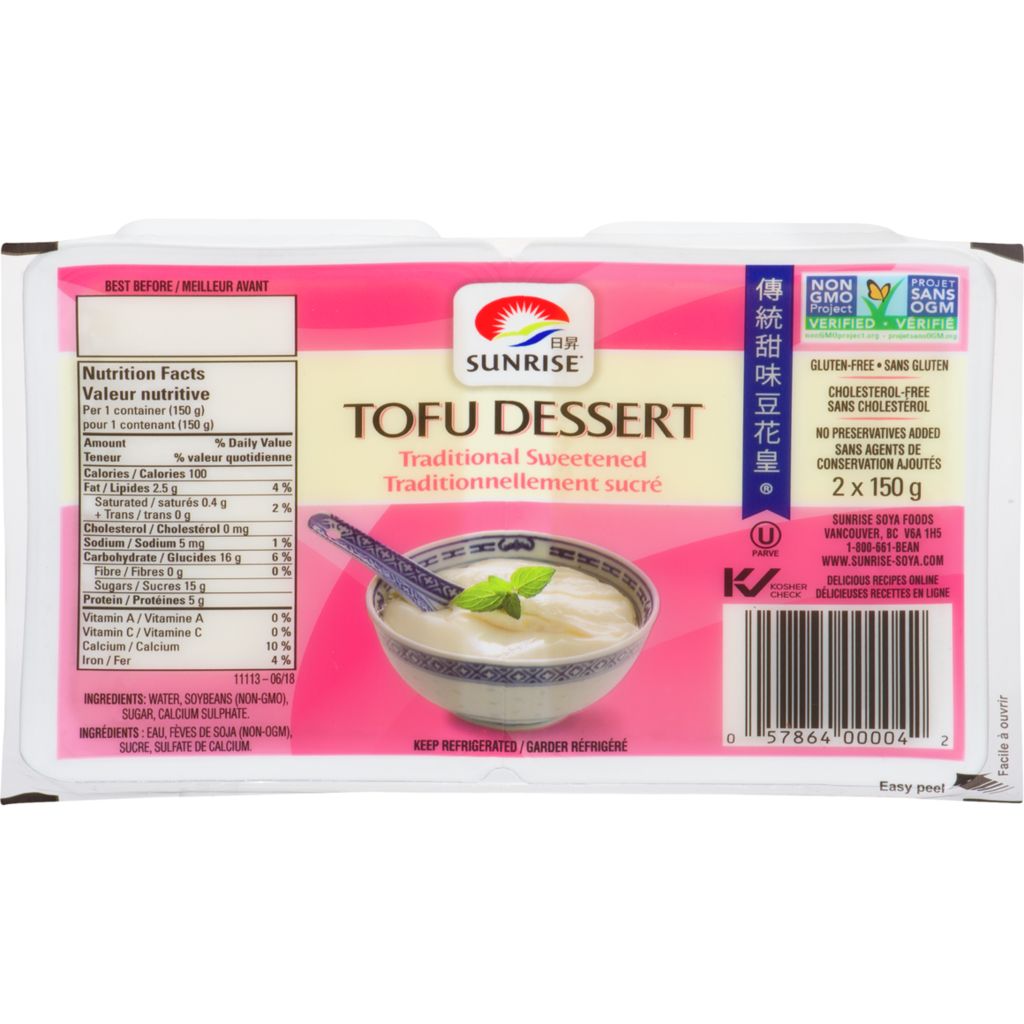 BEST BEFORE / MEILLEUR AVANT
Nutrition Facts
Valeur nutritive
Per 1 container (150 g)
pour 1 contenant (150 g)
Amount % Daily Value
Teneur % valeur quotidienne
Calories / Calories 100
Fat / Lipides 2.5 g 4 %
Saturated / saturés 0.4 g
+ Trans / trans 0 g 2 %
Cholesterol / Cholestérol 0 mg
Sodium / Sodium 5 mg 1 %
Carbohydrate / Glucides 16 g 6 %
Fibre / Fibres 0 g 0 %
Sugars / Sucres 15 g
Protein / Protéines 5 g
Vitamin A / Vitamine A 0 %
Vitamin C / Vitamine C 0 %
Calcium / Calcium 10 %
Iron / Fer 4 %
11113 – 06/18
INGREDIENTS: WATER, SOYBEANS (NON-GMO),
SUGAR, CALCIUM SULPHATE.
INGRÉDIENTS : EAU, FÈVES DE SOJA (NON-OGM),
SUCRE, SULFATE DE CALCIUM.
日昇
SUNRISE
TOFU DESSERT
Traditional Sweetened
Traditionnellement sucré
KEEP REFRIGERATED / GARDER RÉFRIGÉRÉ
傳統甜味豆花皇®
NON
GMO
Project
VERIFIED
nonGMOproject.org
PROJET
SANS
OGM
VÉRIFIÉ
projetsansOGM.org
GLUTEN-FREE • SANS GLUTEN
CHOLESTEROL-FREE
SANS CHOLESTÉROL
NO PRESERVATIVES ADDED
SANS AGENTS DE
CONSERVATION AJOUTÉS
2 x 150 g
U
PARVE
SUNRISE SOYA FOODS
VANCOUVER, BC V6A 1H5
1-800-661-BEAN
WWW.SUNRISE-SOYA.COM
KOSHER
CHECK
DELICIOUS RECIPES ONLINE
DÉLICIEUSES RECETTES EN LIGNE
0 57864 00004 2
Easy peel
Facile à ouvrir